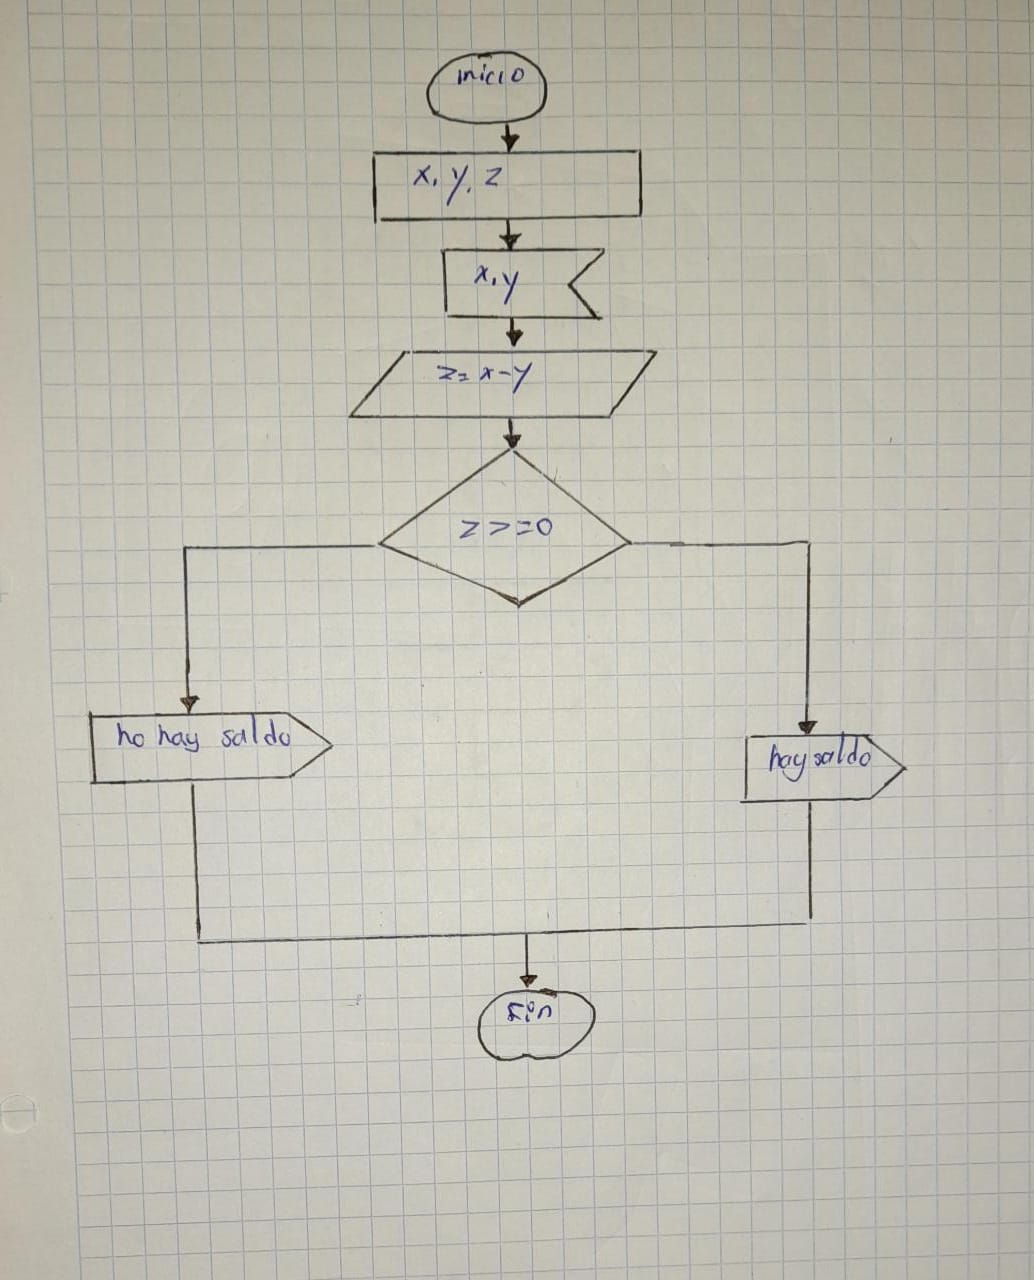 inicio
x, y, z
x, y
z = x - y
z >= 0
no hay saldo
hay saldo
fin